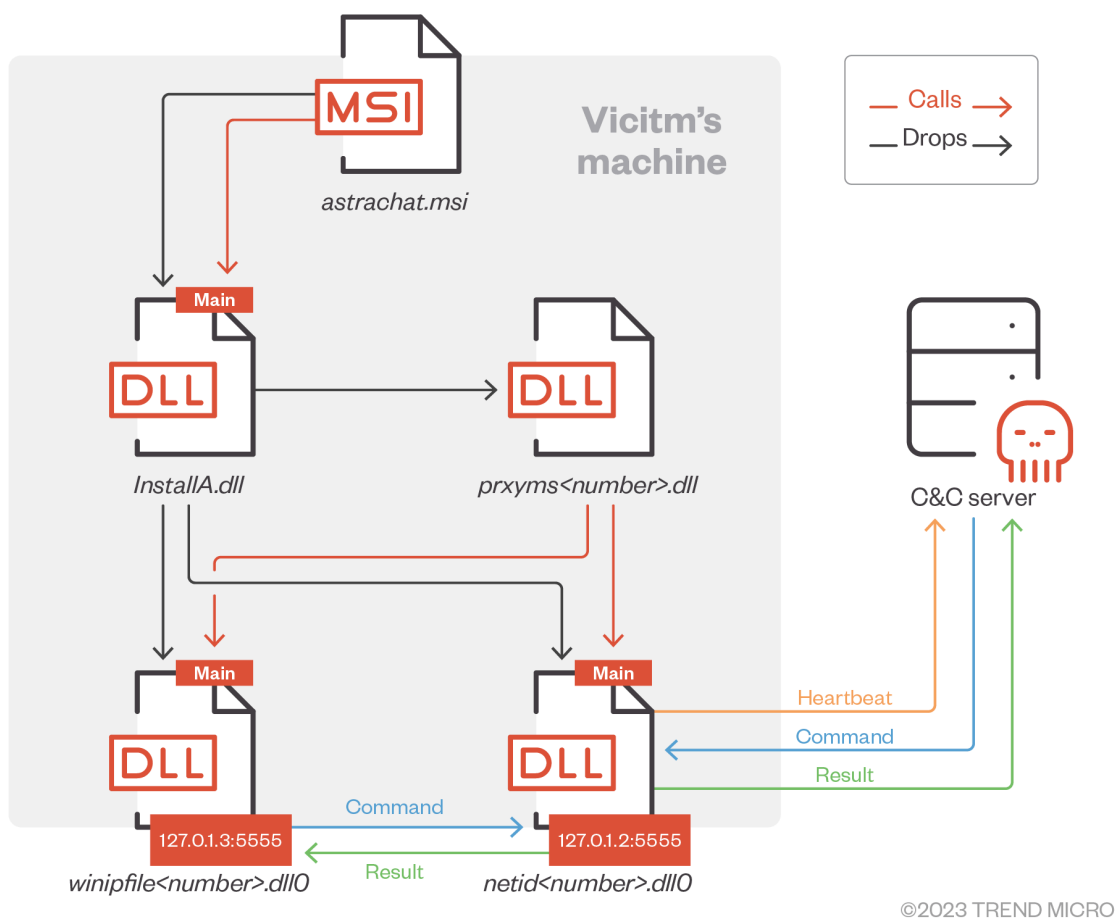 MSI
Vicitm's
machine
Calls
Drops
astrachat.msi
Main
DLL
DLL
InstallA.dll
prxyms<number>.dll
C&C server
Main
Main
Heartbeat
Command
Result
DLL
DLL
Command
127.0.1.3:5555
127.0.1.2:5555
Result
winipfile<number>.dll0
netid<number>.dll0
©2023 TREND MICRO